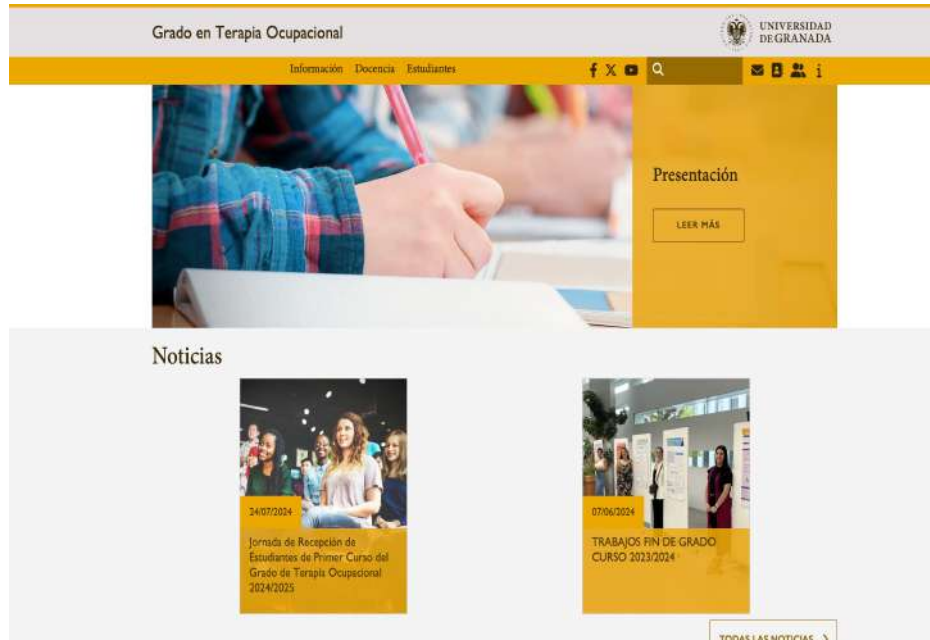 Grado en Terapia Ocupacional
UNIVERSIDAD
DE GRANADA
Información Docencia Estudiantes
Presentación
LEER MÁS
Noticias
24/07/2024
Jornada de Recepción de
Estudiantes de Primer Curso del
Grado de Terapia Ocupacional
2024/2025
07/06/2024
TRABAJOS FIN DE GRADO
CURSO 2023/2024
TODAS LAS NOTICIAS